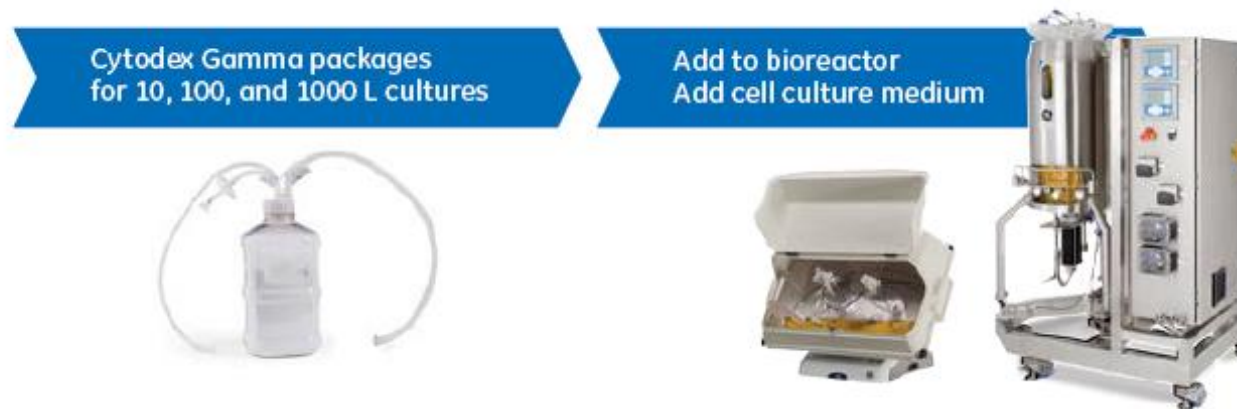 Cytodex Gamma packages
for 10, 100, and 1000 L cultures
Add to bioreactor
Add cell culture medium